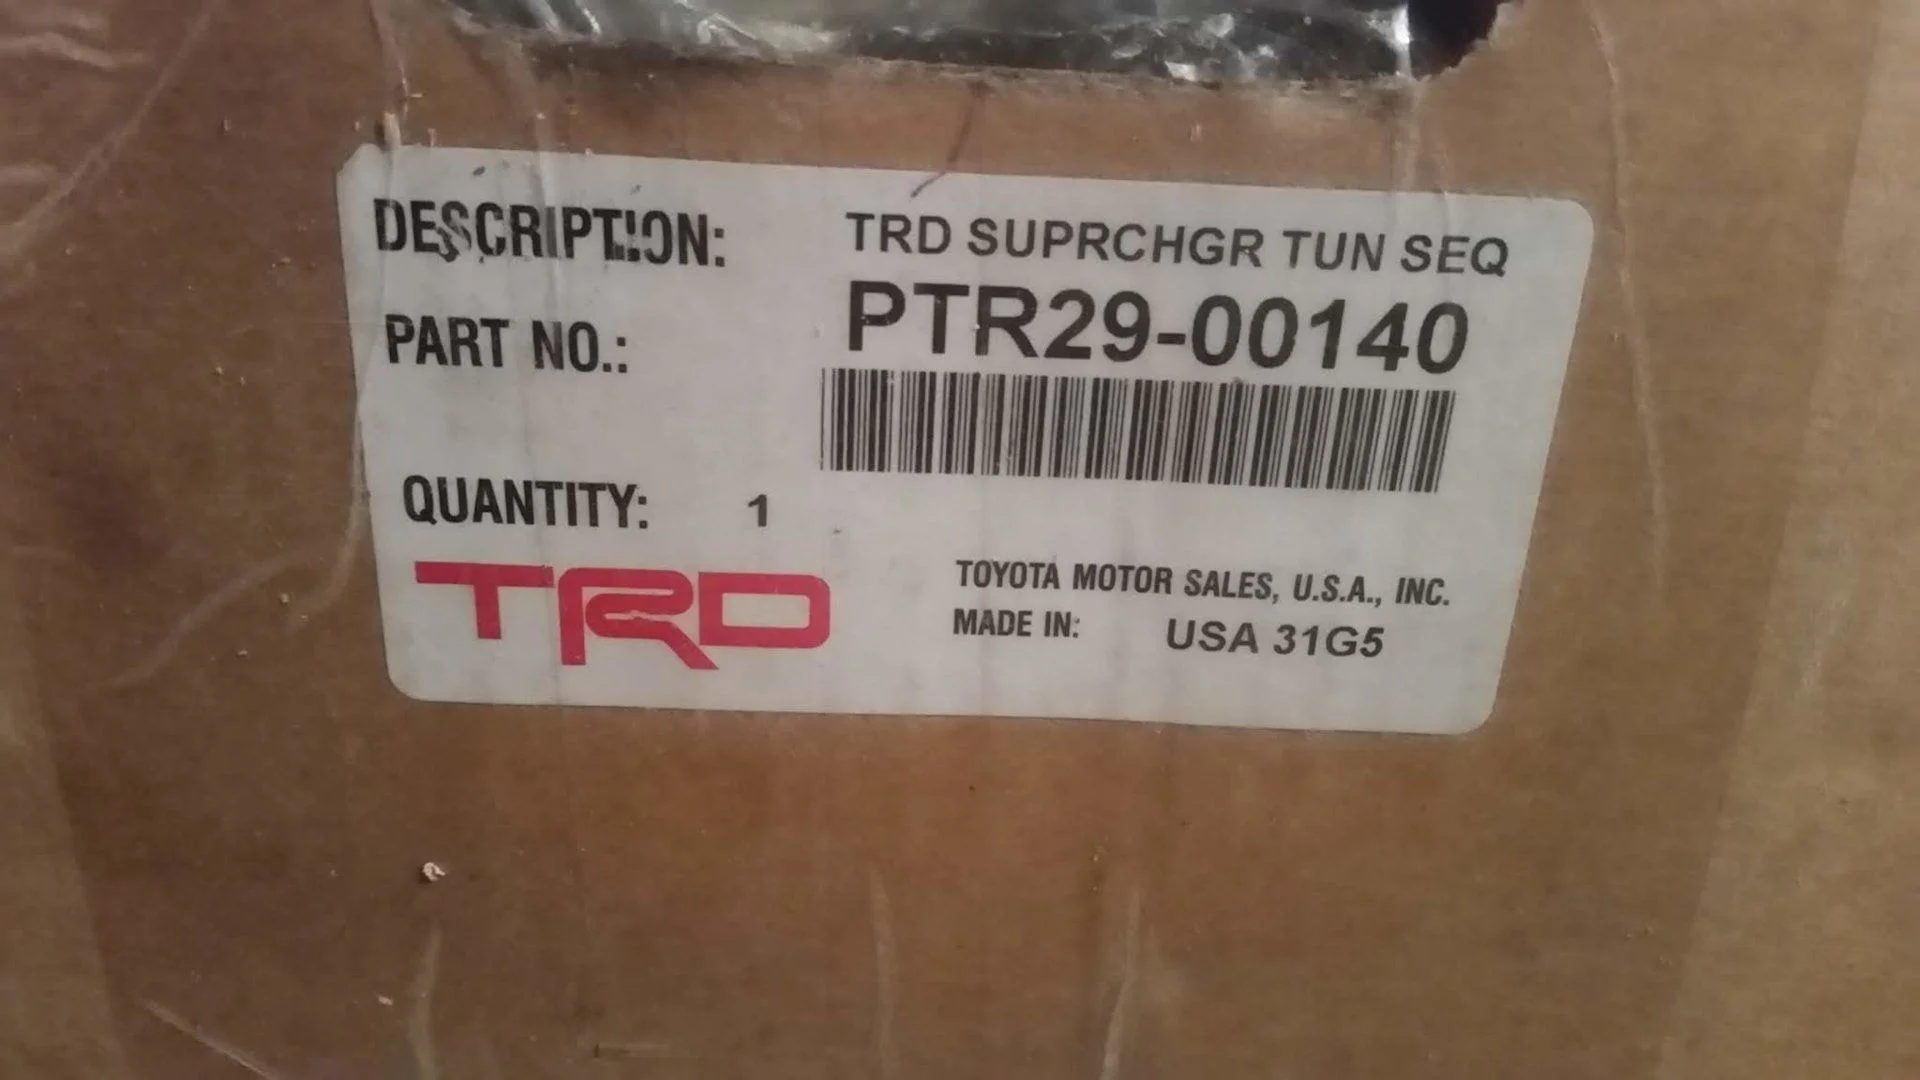 DESCRIPTION: TRD SUPRCHGR TUN SEQ
PART NO.: PTR29-00140
QUANTITY: 1
TRD
TOYOTA MOTOR SALES, U.S.A., INC.
MADE IN: USA 31G5